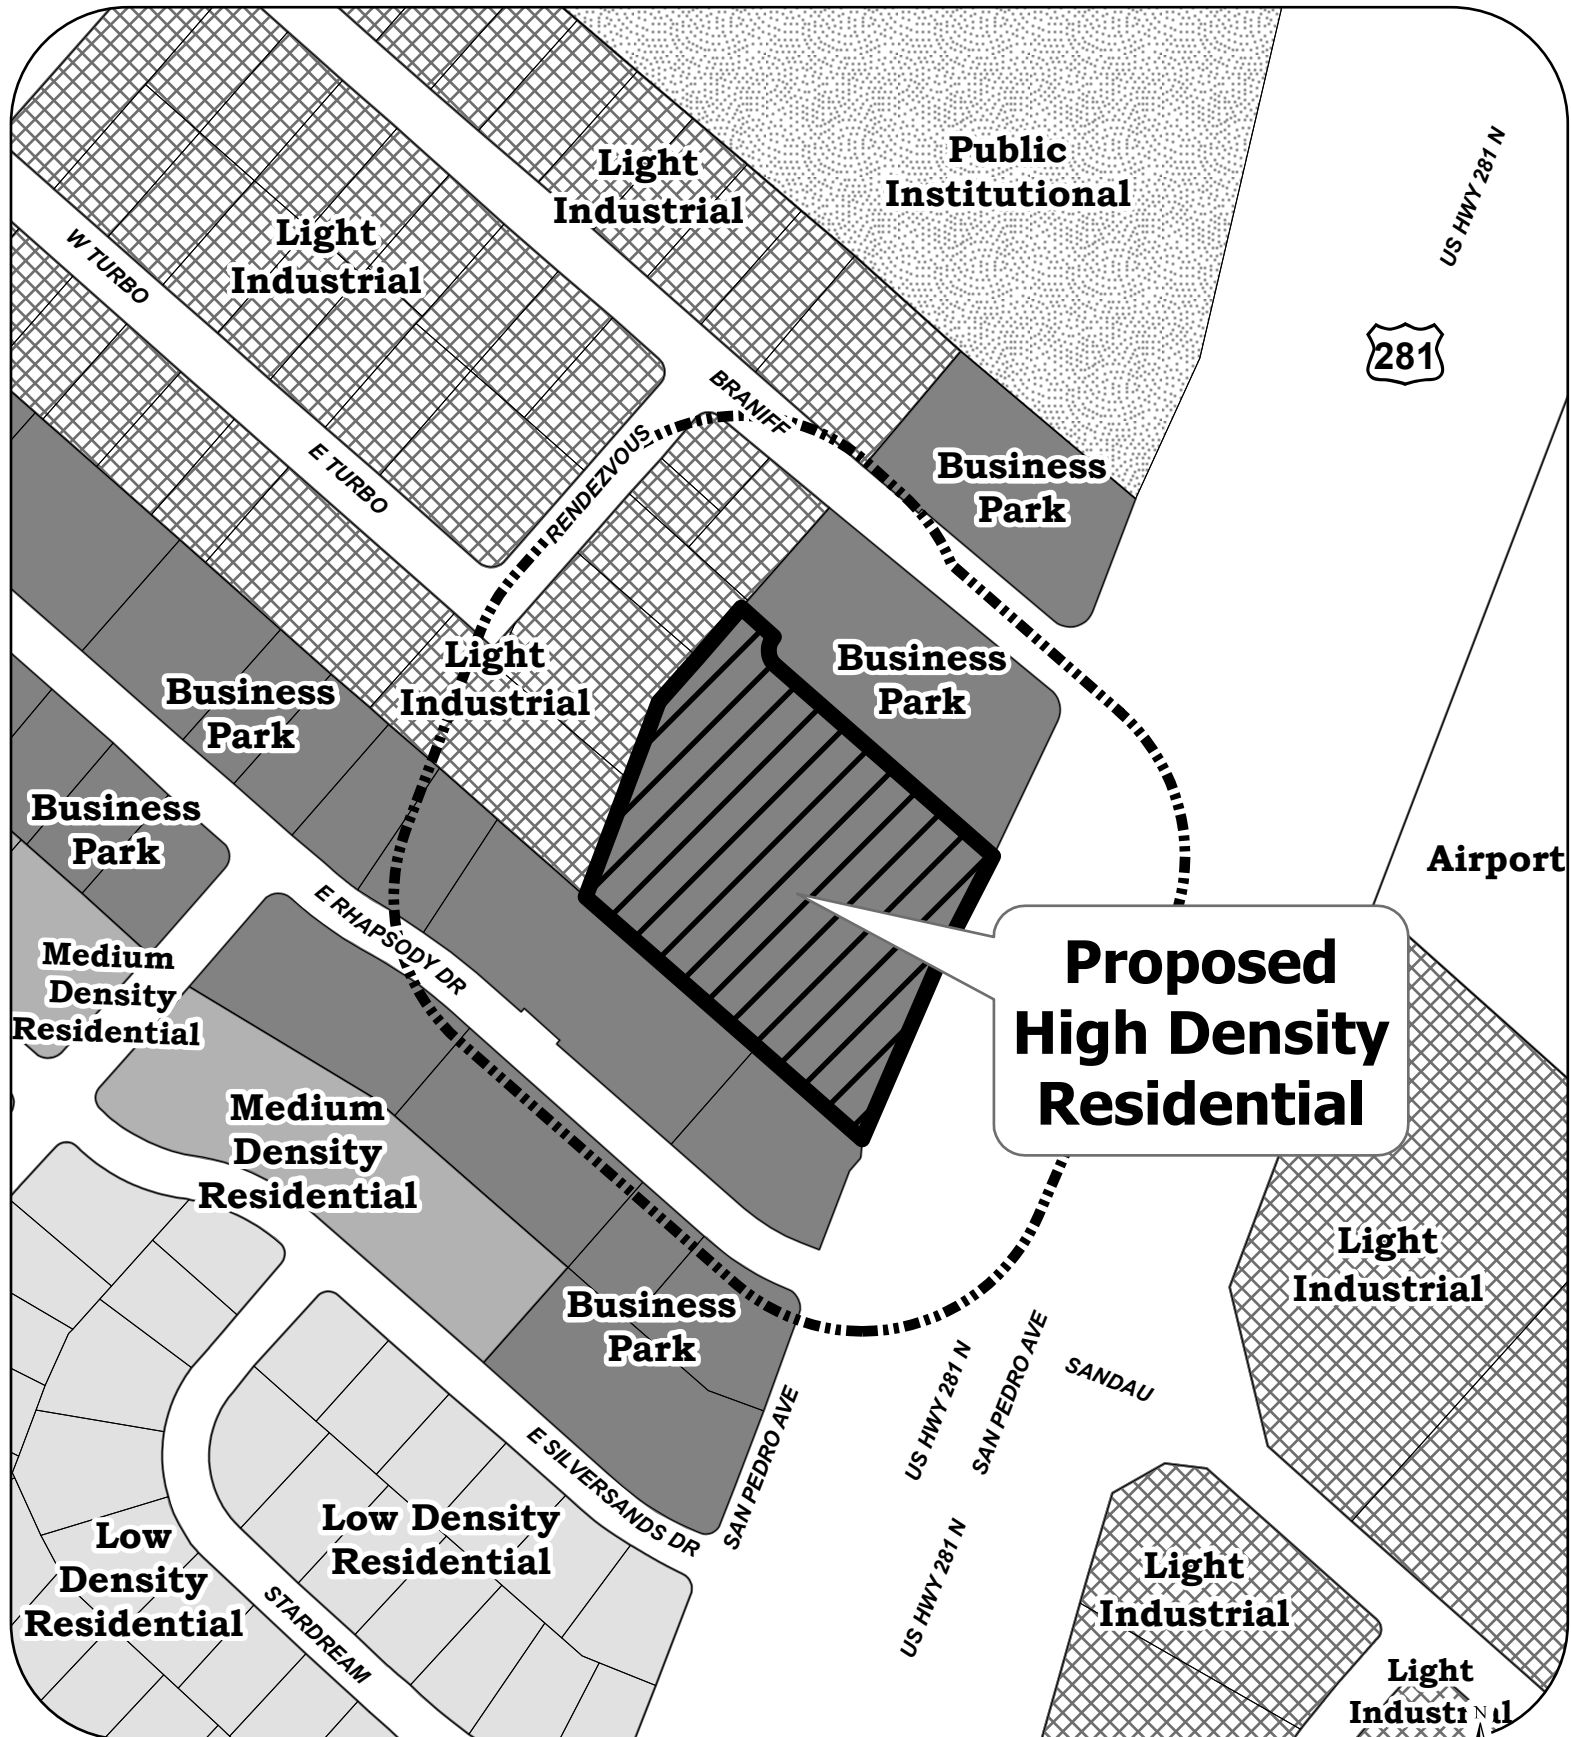 Public
Institutional
Light
Industrial
US HWY 281 N
Light
Industrial
W TURBO
281
BRANIFF
RENDEZVOUS
E TURBO
Business
Park
Light
Industrial
Business
Park
Business
Park
Business
Park
Airport
E RHAPSODY DR
Proposed
High Density
Residential
Medium
Density
Residential
Medium
Density
Residential
Light
Industrial
Business
Park
US HWY 281 N
SAN PEDRO AVE
SANDAU
SAN PEDRO AVE
E SILVERSANDS DR
Low Density
Residential
Low
Density
Residential
STARDREAM
US HWY 281 N
Light
Industrial
Light
Industrial
N